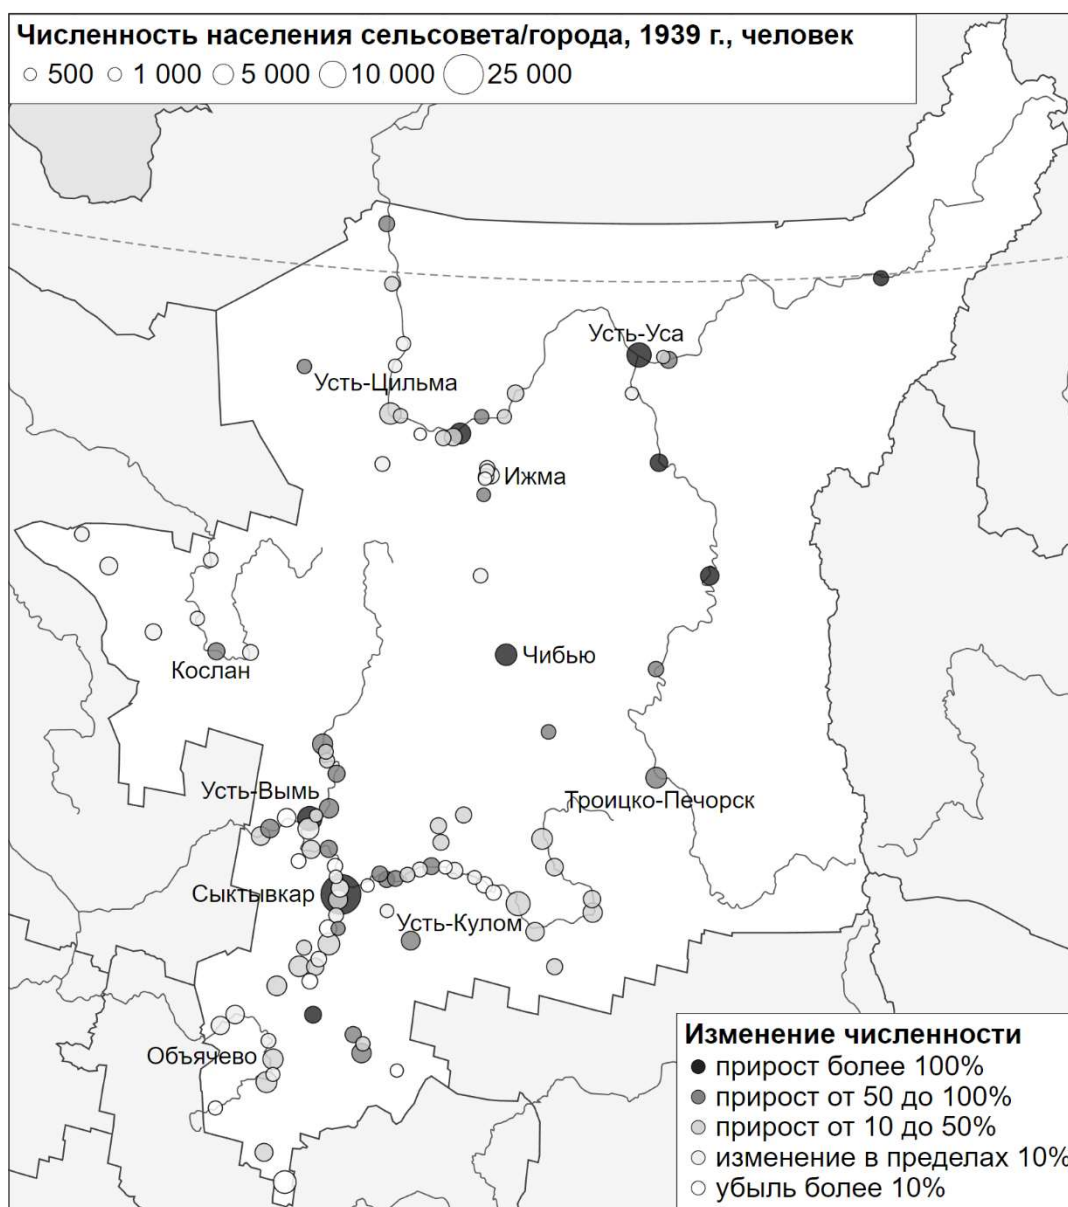 Численность населения сельсовета/города, 1939 г., человек
500 1 000 5 000 10 000 25 000
Усть-Уса
Усть-Цильма
Ижма
Чибью
Кослан
Усть-Вымь
Троицко-Печорск
Сыктывкар
Усть-Кулом
Объячево
Изменение численности
прирост более 100%
прирост от 50 до 100%
прирост от 10 до 50%
изменение в пределах 10%
убыль более 10%